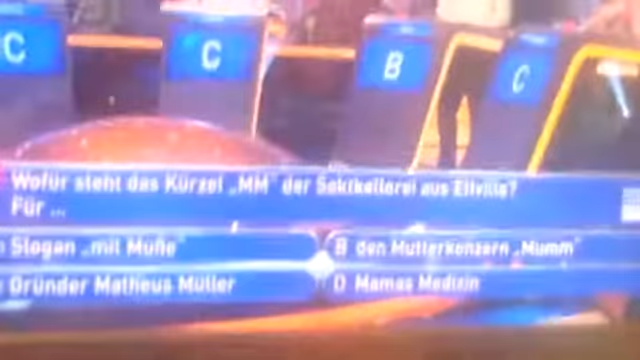 C
C
B
C
Wofür steht das Kürzel „MM" der Sektkellerei aus Eltville?
Für ...
Slogan „mit Muße"
B den Mutterkonzern „Mumm"
Gründer Matheus Müller
D Mamas Medizin